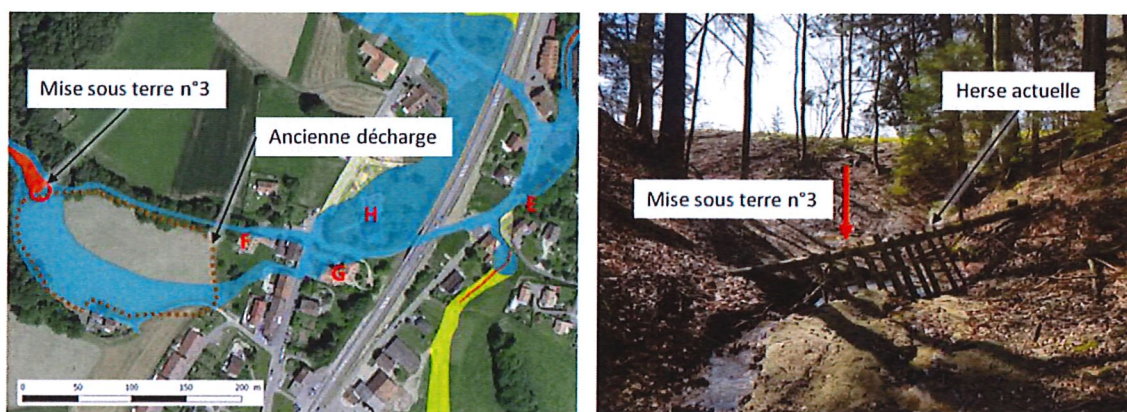 Mise sous terre n°3
Ancienne décharge
F
H
G
E
0 50 100 150 200 m
Herse actuelle
Mise sous terre n°3